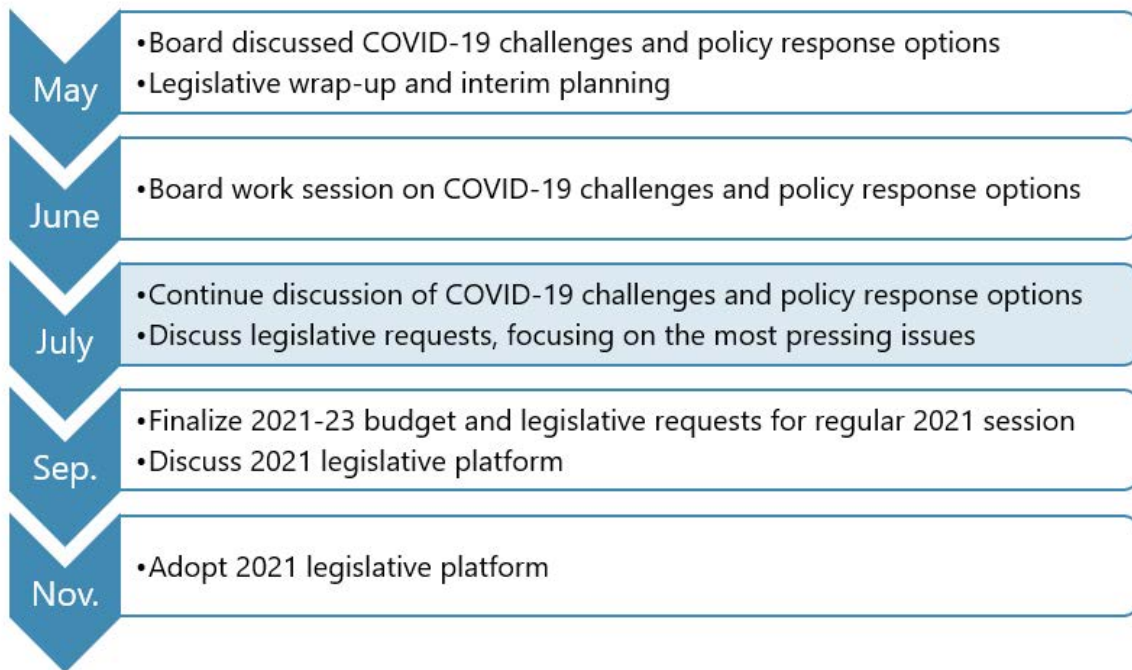 May
•Board discussed COVID-19 challenges and policy response options
•Legislative wrap-up and interim planning
June
•Board work session on COVID-19 challenges and policy response options
July
•Continue discussion of COVID-19 challenges and policy response options
•Discuss legislative requests, focusing on the most pressing issues
Sep.
•Finalize 2021-23 budget and legislative requests for regular 2021 session
•Discuss 2021 legislative platform
Nov.
•Adopt 2021 legislative platform